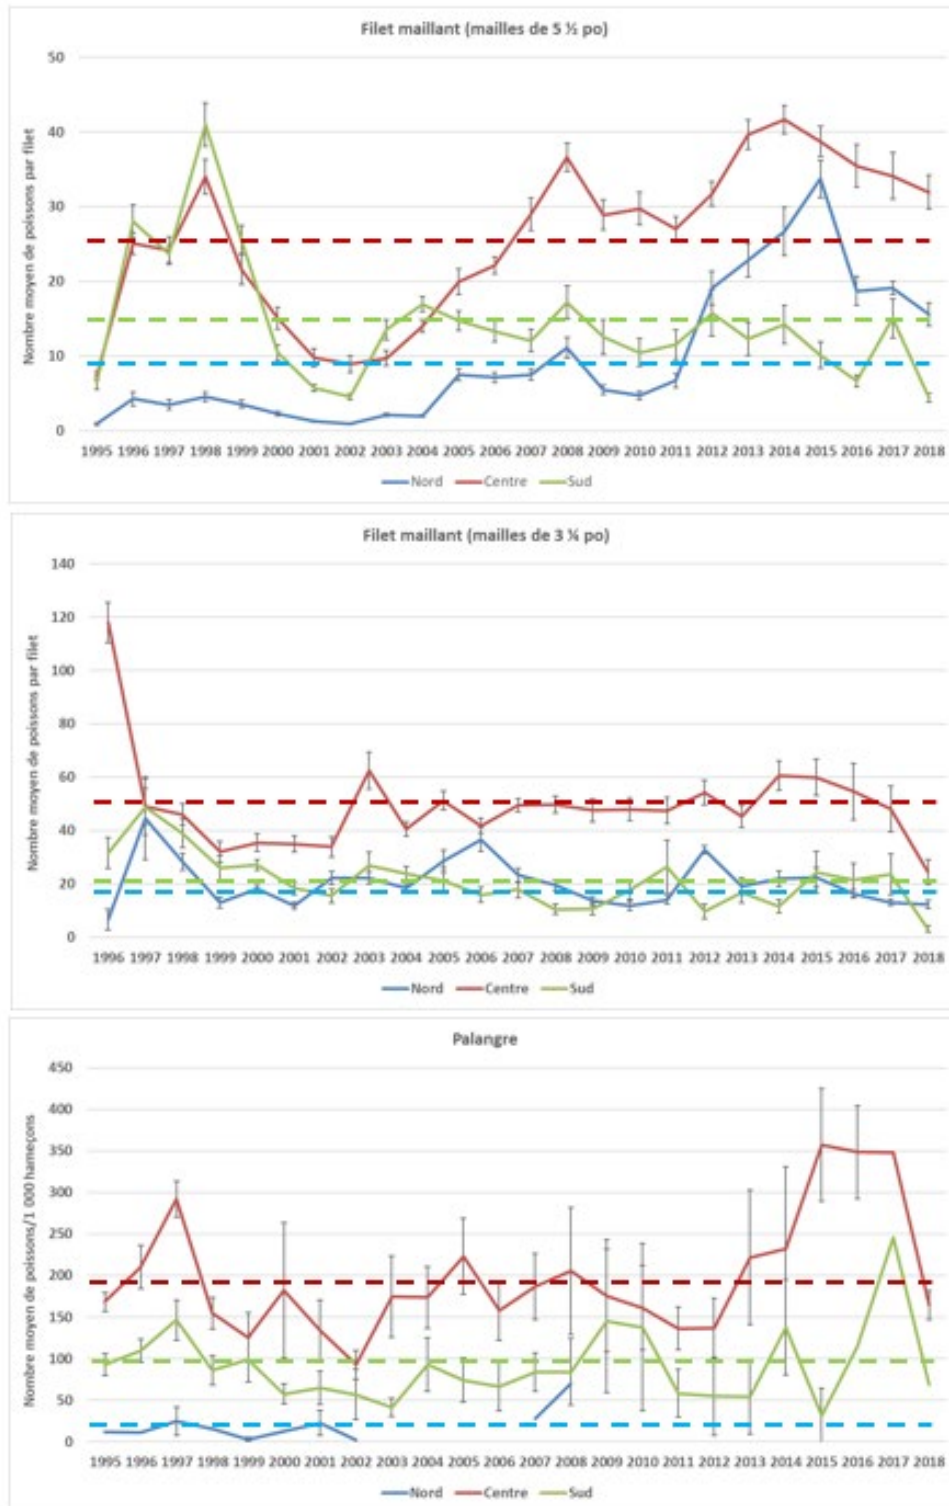 Filet maillant (mailles de 5 ½ po)
Nombre moyen de poissons par filet
50
40
30
20
10
0
1995 1996 1997 1998 1999 2000 2001 2002 2003 2004 2005 2006 2007 2008 2009 2010 2011 2012 2013 2014 2015 2016 2017 2018
Nord Centre Sud
Filet maillant (mailles de 3 ¼ po)
Nombre moyen de poissons par filet
140
120
100
80
60
40
20
0
1996 1997 1998 1999 2000 2001 2002 2003 2004 2005 2006 2007 2008 2009 2010 2011 2012 2013 2014 2015 2016 2017 2018
Nord Centre Sud
Palangre
Nombre moyen de poissons/1 000 hameçons
450
400
350
300
250
200
150
100
50
0
1995 1996 1997 1998 1999 2000 2001 2002 2003 2004 2005 2006 2007 2008 2009 2010 2011 2012 2013 2014 2015 2016 2017 2018
Nord Centre Sud